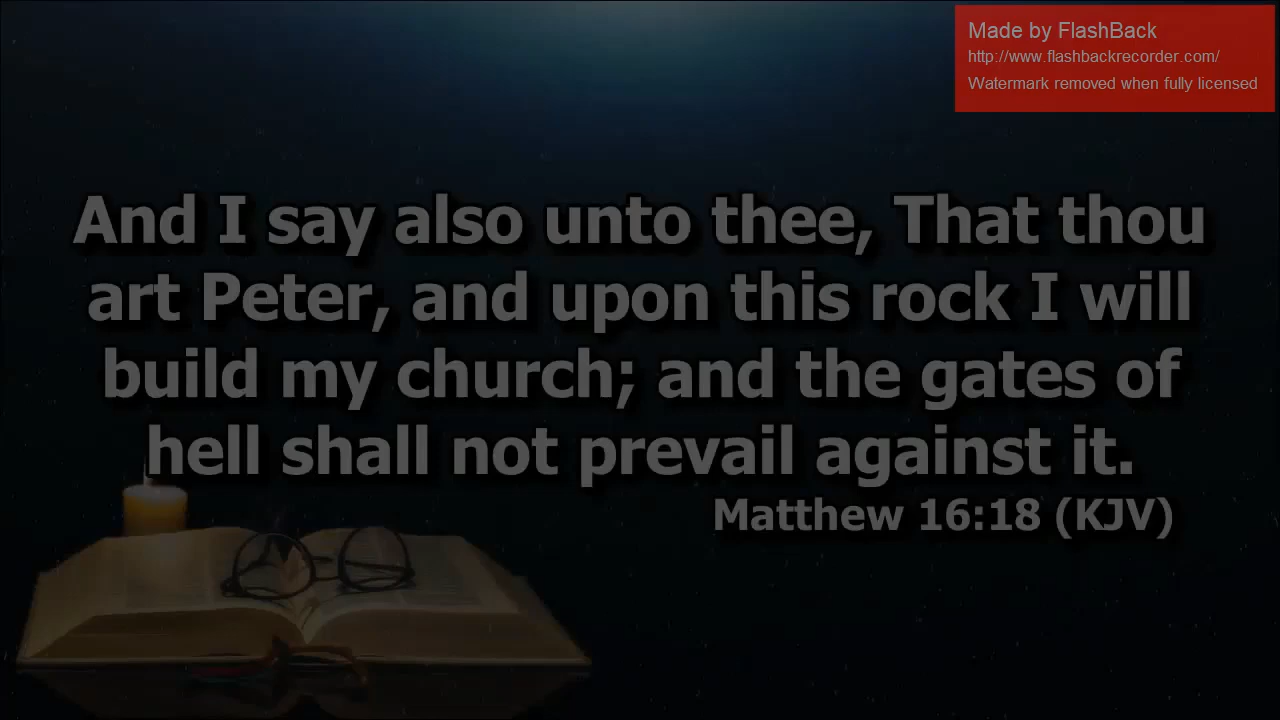 Made by FlashBack
http://www.flashbackrecorder.com/
Watermark removed when fully licensed
And I say also unto thee, That thou
art Peter, and upon this rock I will
build my church; and the gates of
hell shall not prevail against it.
Matthew 16:18 (KJV)